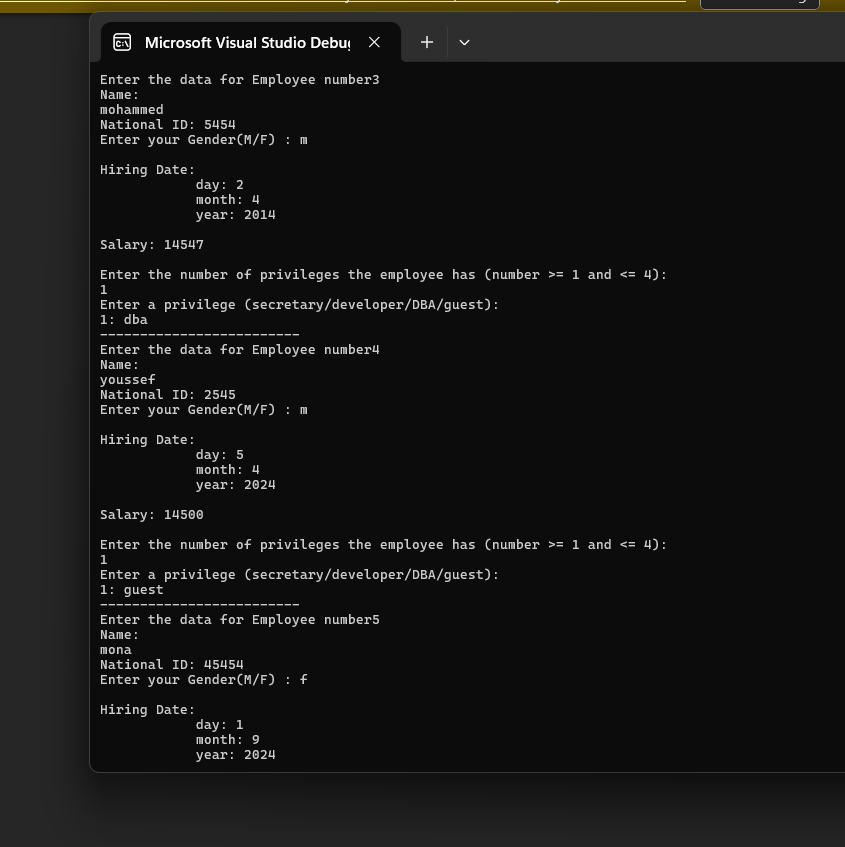 Microsoft Visual Studio Debug
Enter the data for Employee number3
Name:
mohammed
National ID: 5454
Enter your Gender(M/F) : m
Hiring Date:
day: 2
month: 4
year: 2014
Salary: 14547
Enter the number of privileges the employee has (number >= 1 and <= 4):
1
Enter a privilege (secretary/developer/DBA/guest):
1: dba
-------------------------
Enter the data for Employee number4
Name:
youssef
National ID: 2545
Enter your Gender(M/F) : m
Hiring Date:
day: 5
month: 4
year: 2024
Salary: 14500
Enter the number of privileges the employee has (number >= 1 and <= 4):
1
Enter a privilege (secretary/developer/DBA/guest):
1: guest
-------------------------
Enter the data for Employee number5
Name:
mona
National ID: 45454
Enter your Gender(M/F) : f
Hiring Date:
day: 1
month: 9
year: 2024